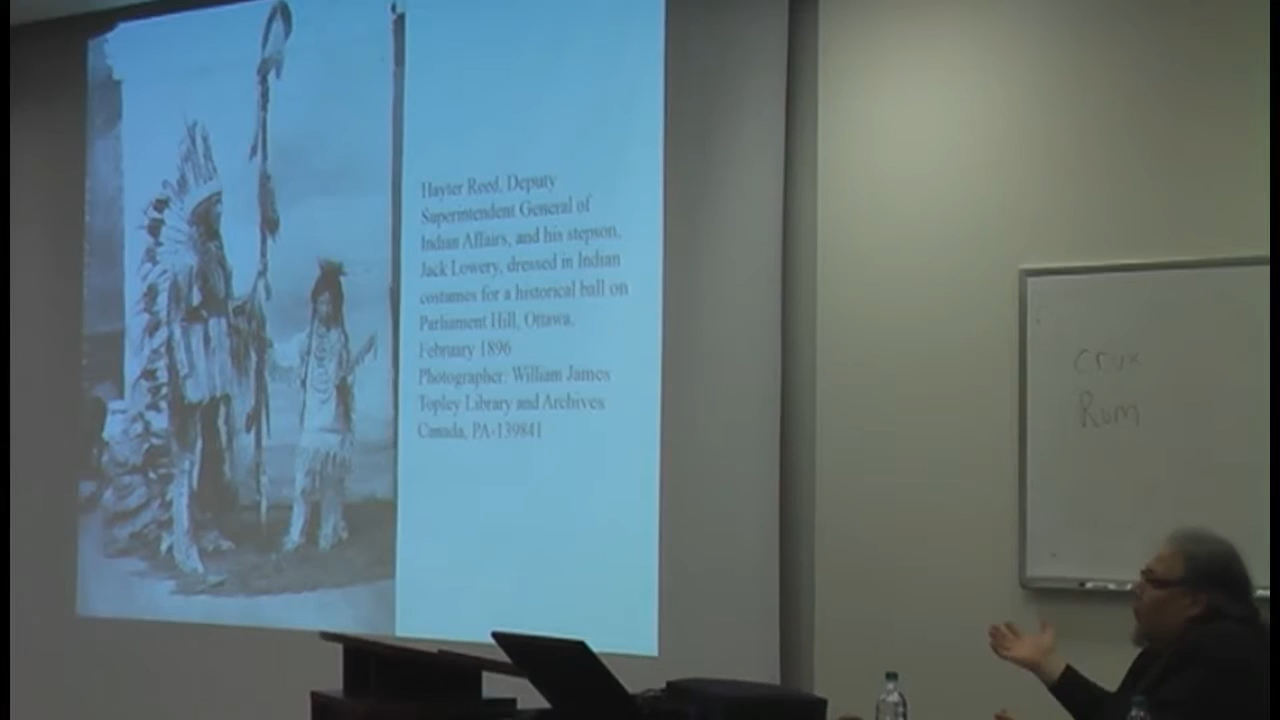 Hayter Reed, Deputy
Superintendent General of
Indian Affairs, and his stepson,
Jack Lowery, dressed in Indian
costumes for a historical ball on
Parliament Hill, Ottawa,
February 1896
Photographer: William James
Topley Library and Archives
Canada, PA-139841
crux
Rum